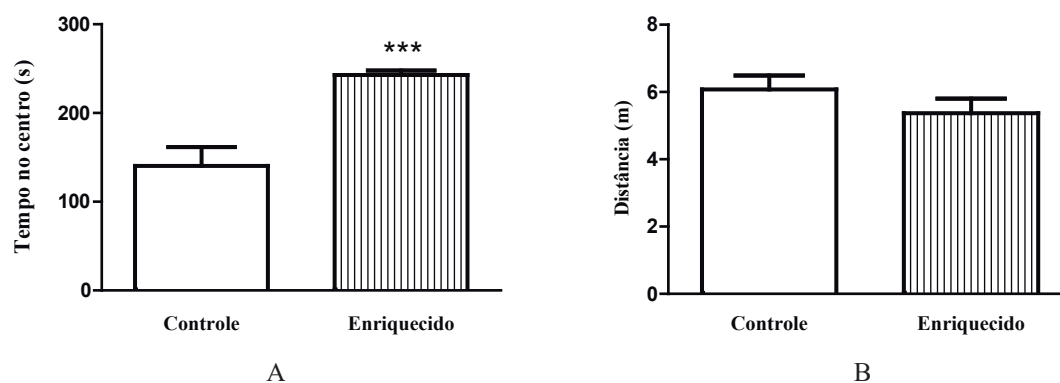 Tempo no centro (s)
300
200
100
0
***
Controle
Enriquecido
A
Distância (m)
8
6
4
2
0
Controle
Enriquecido
B